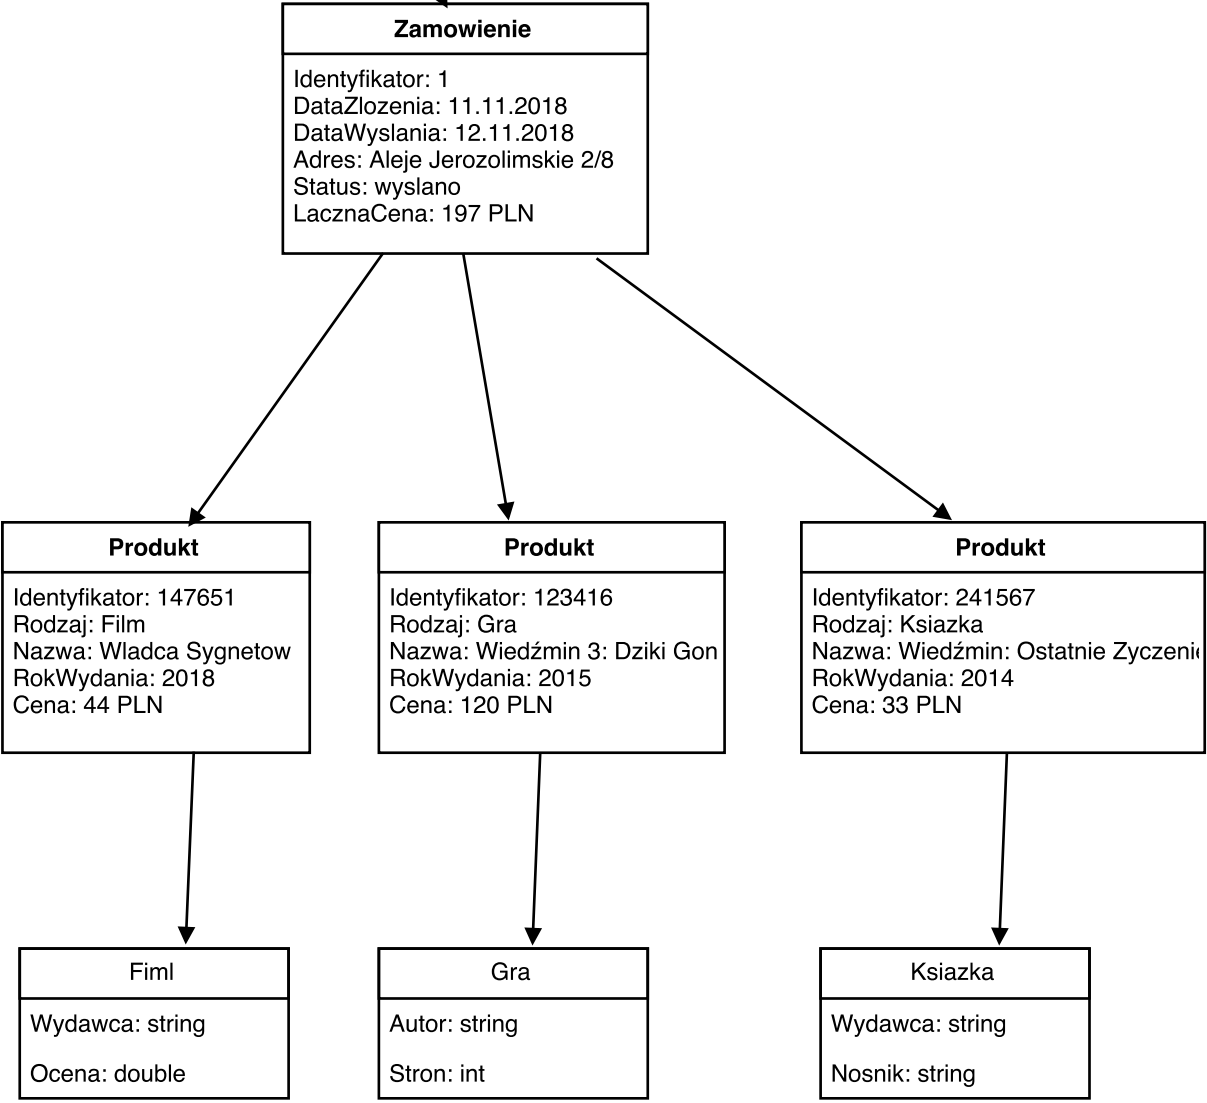 Zamowienie
Identyfikator: 1
DataZlozenia: 11.11.2018
DataWyslania: 12.11.2018
Adres: Aleje Jerozolimskie 2/8
Status: wyslano
LacznaCena: 197 PLN
Produkt
Identyfikator: 147651
Rodzaj: Film
Nazwa: Wladca Sygnetow
RokWydania: 2018
Cena: 44 PLN
Produkt
Identyfikator: 123416
Rodzaj: Gra
Nazwa: Wiedźmin 3: Dziki Gon
RokWydania: 2015
Cena: 120 PLN
Produkt
Identyfikator: 241567
Rodzaj: Ksiazka
Nazwa: Wiedźmin: Ostatnie Zyczenie
RokWydania: 2014
Cena: 33 PLN
Fiml
Wydawca: string
Ocena: double
Gra
Autor: string
Stron: int
Ksiazka
Wydawca: string
Nosnik: string